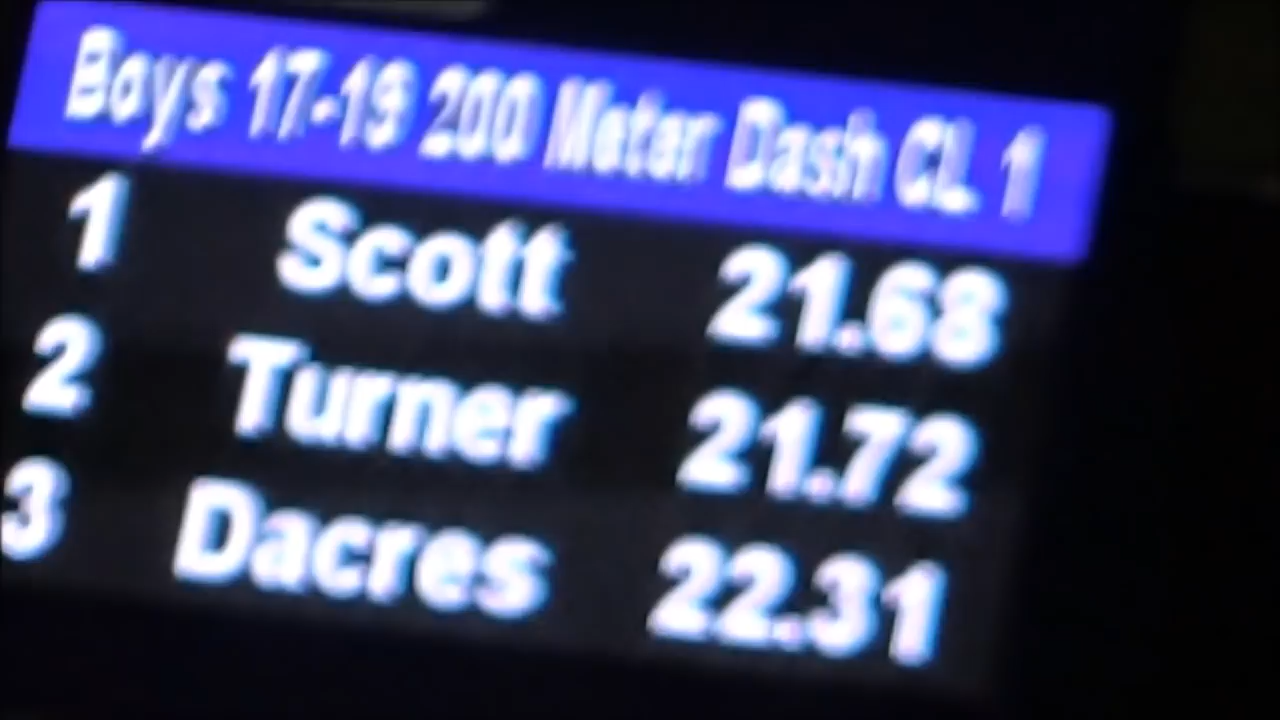 Boys 17-19 200 Meter Dash CL 1
1 Scott 21.68
2 Turner 21.72
3 Dacres 22.31